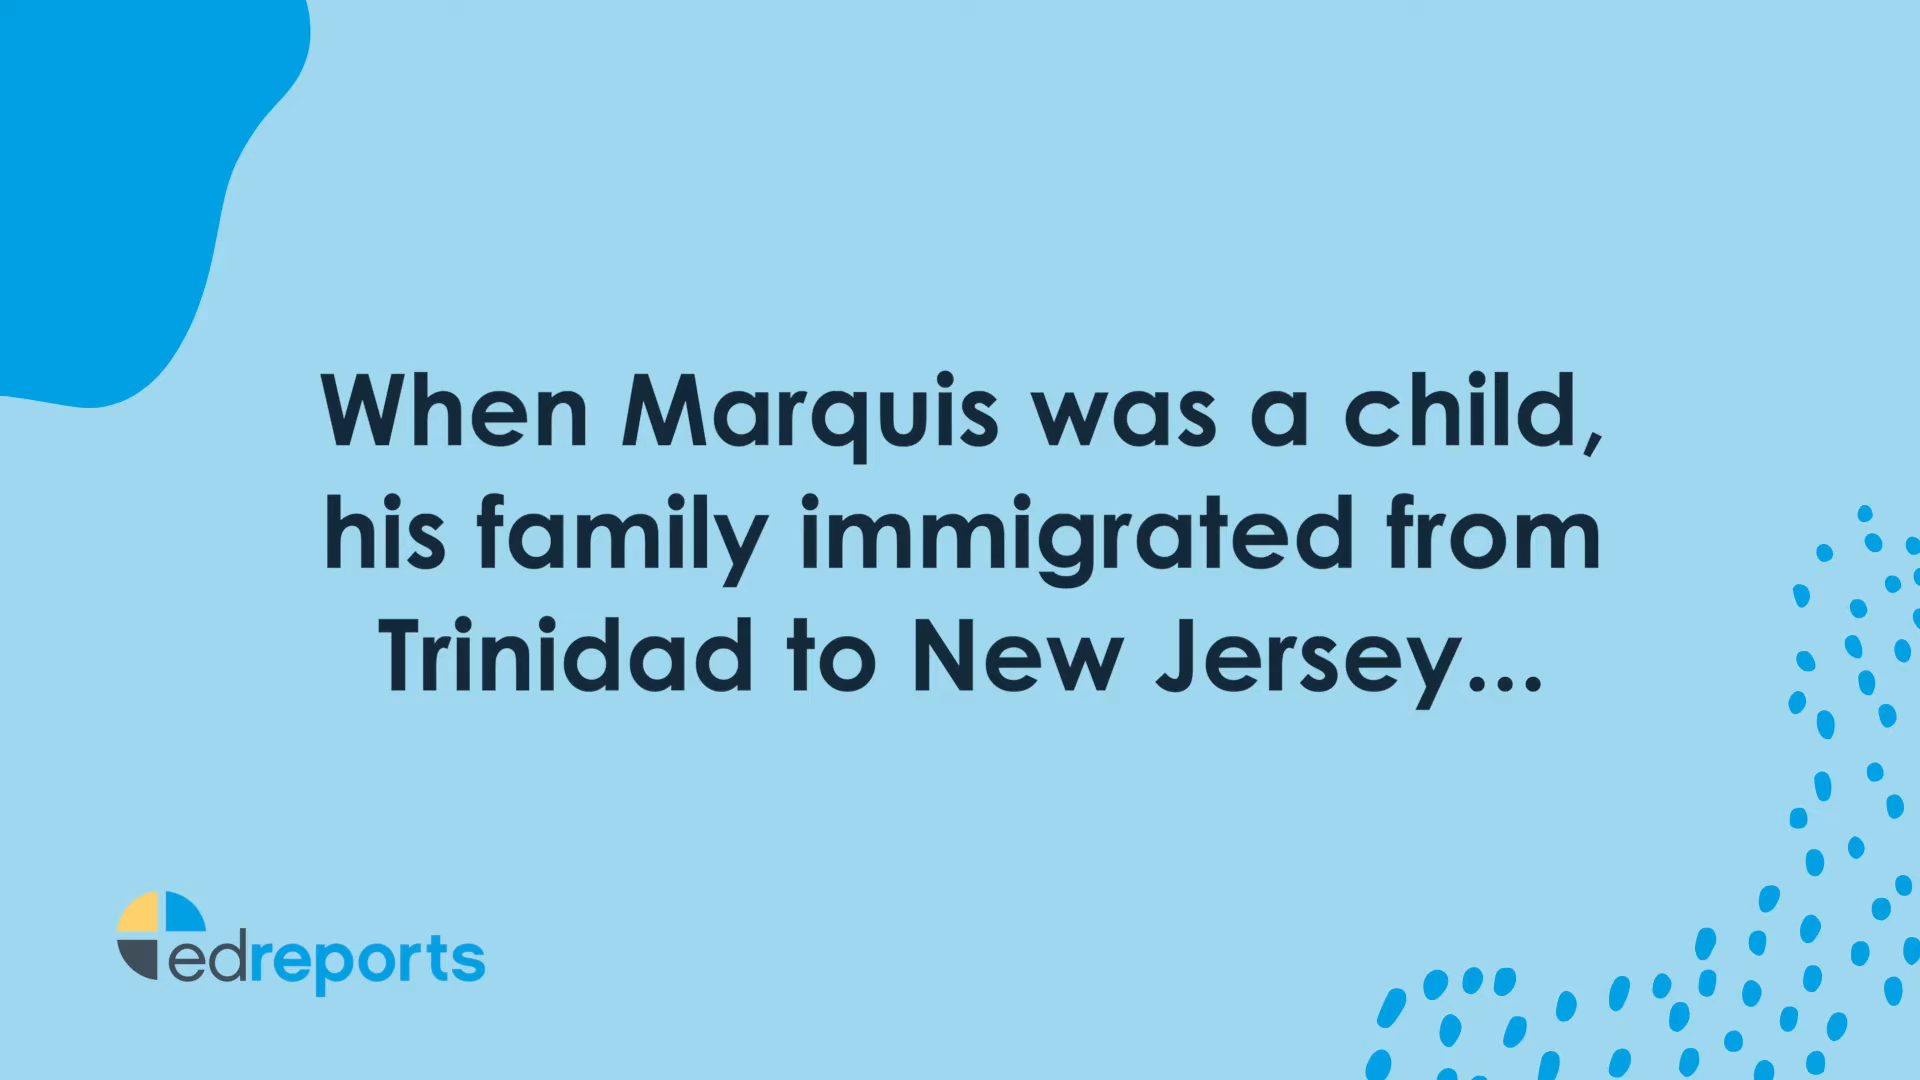 When Marquis was a child,
his family immigrated from
Trinidad to New Jersey...
edreports